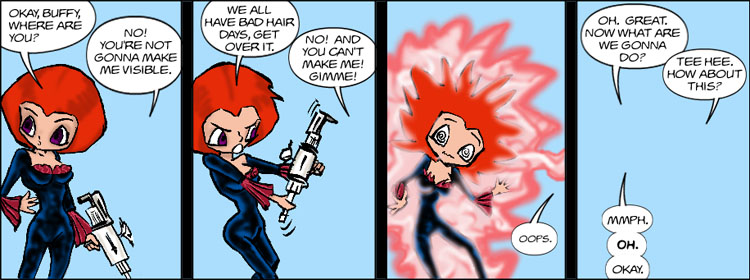 OKAY, BUFFY,
WHERE ARE
YOU?
NO!
YOU'RE NOT
GONNA MAKE
ME VISIBLE.
WE ALL
HAVE BAD HAIR
DAYS, GET
OVER IT.
NO! AND
YOU CAN'T
MAKE ME!
GIMME!
OOPS.
OH. GREAT.
NOW WHAT ARE
WE GONNA
DO?
TEE HEE.
HOW ABOUT
THIS?
MMPH.
OH.
OKAY.